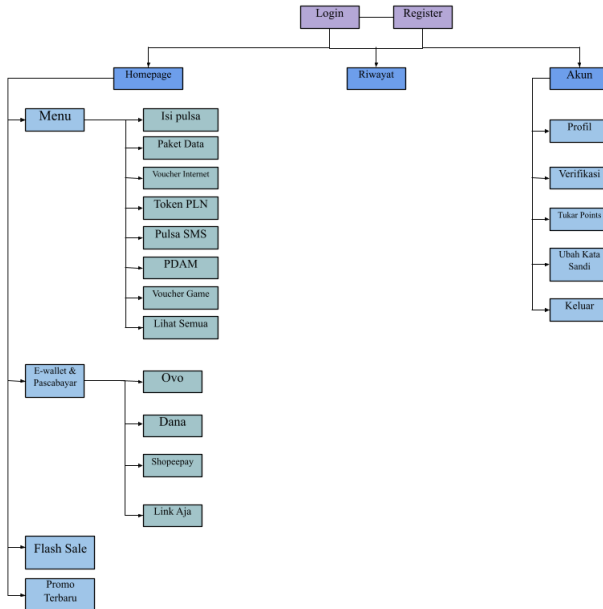 Login
Register
Homepage
Riwayat
Akun
Menu
Isi pulsa
Paket Data
Voucher Internet
Token PLN
Pulsa SMS
PDAM
Voucher Game
Lihat Semua
E-wallet &
Pascabayar
Ovo
Dana
Shopeepay
Link Aja
Flash Sale
Promo
Terbaru
Profil
Verifikasi
Tukar Points
Ubah Kata
Sandi
Keluar